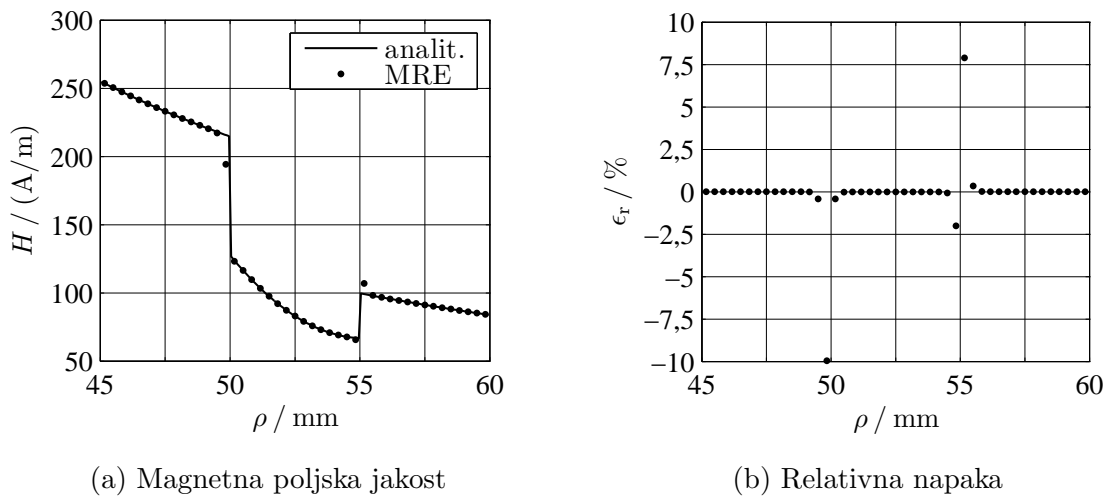 300
250
200
150
100
50
H / (A/m)
analit.
MRE
45 50 55 60
ρ / mm
(a) Magnetna poljska jakost
10
7,5
5
2,5
0
−2,5
−5
−7,5
−10
ϵr / %
45 50 55 60
ρ / mm
(b) Relativna napaka